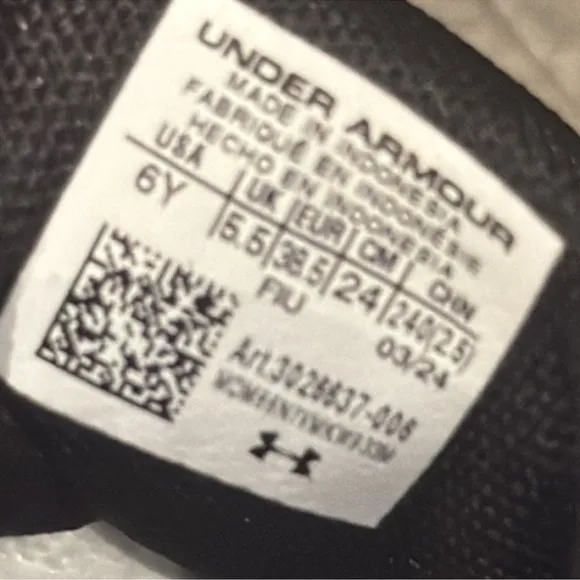 UNDER ARMOUR
MADE IN INDONESIA
FABRIQUÉ EN INDONÉSIE
HECHO EN INDONESIA
USA UK EUR CM CHN
6Y 5.5 38.5 24 240(2.5)
FIU 03/24
Art.3026637-006